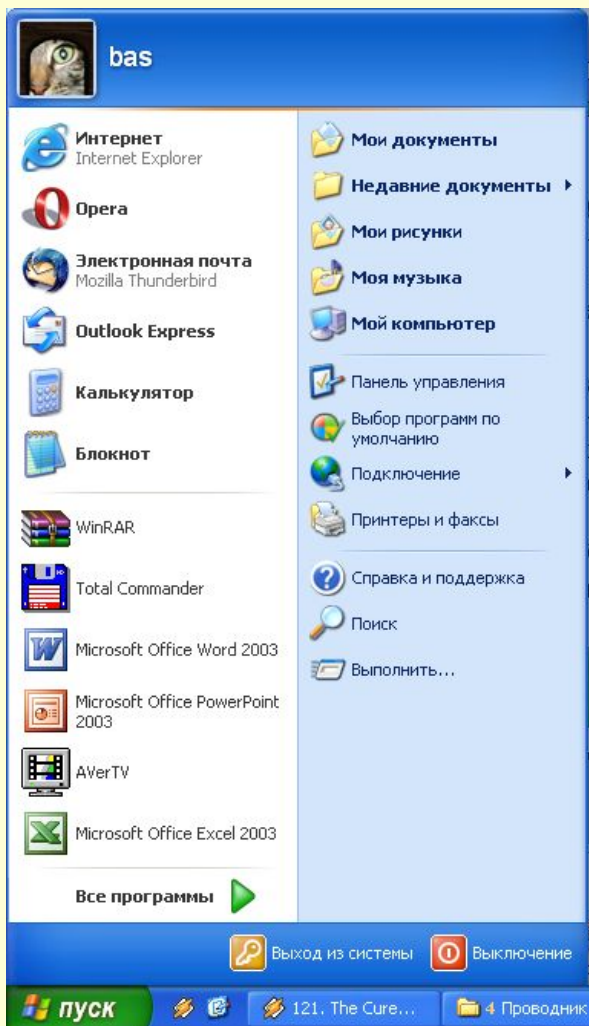 bas
Интернет
Internet Explorer
Opera
Электронная почта
Mozilla Thunderbird
Outlook Express
Калькулятор
Блокнот
WinRAR
Total Commander
Microsoft Office Word 2003
Microsoft Office PowerPoint
2003
AVerTV
Microsoft Office Excel 2003
Все программы
Мои документы
Недавние документы
Мои рисунки
Моя музыка
Мой компьютер
Панель управления
Выбор программ по
умолчанию
Подключение
Принтеры и факсы
Справка и поддержка
Поиск
Выполнить...
Выход из системы
Выключение
пуск
121. The Cure...
4 Проводник